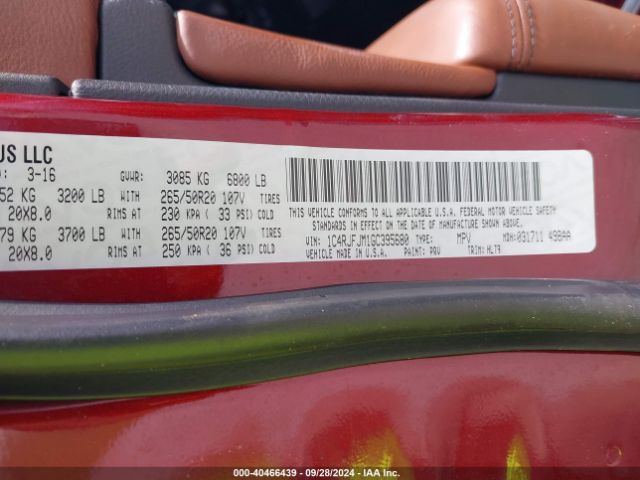 US LLC
: 3-16 GVWR: 3085 KG 6800 LB
52 KG 3200 LB WITH 265/50R20 107V TIRES
20X8.0 RIMS AT 230 KPA ( 33 PSI) COLD
79 KG 3700 LB WITH 265/50R20 107V TIRES
20X8.0 RIMS AT 250 KPA ( 36 PSI) COLD
THIS VEHICLE CONFORMS TO ALL APPLICABLE U.S.A. FEDERAL MOTOR VEHICLE SAFETY
STANDARDS IN EFFECT ON THE DATE OF MANUFACTURE SHOWN ABOVE.
VIN: 1C4RJFJM1GC395680 TYPE: MPV MDH:031711 498AA
VEHICLE MADE IN U.S.A. PAINT: PRV TRIM: HLT9
000-40466439 - 09/28/2024 - IAA Inc.